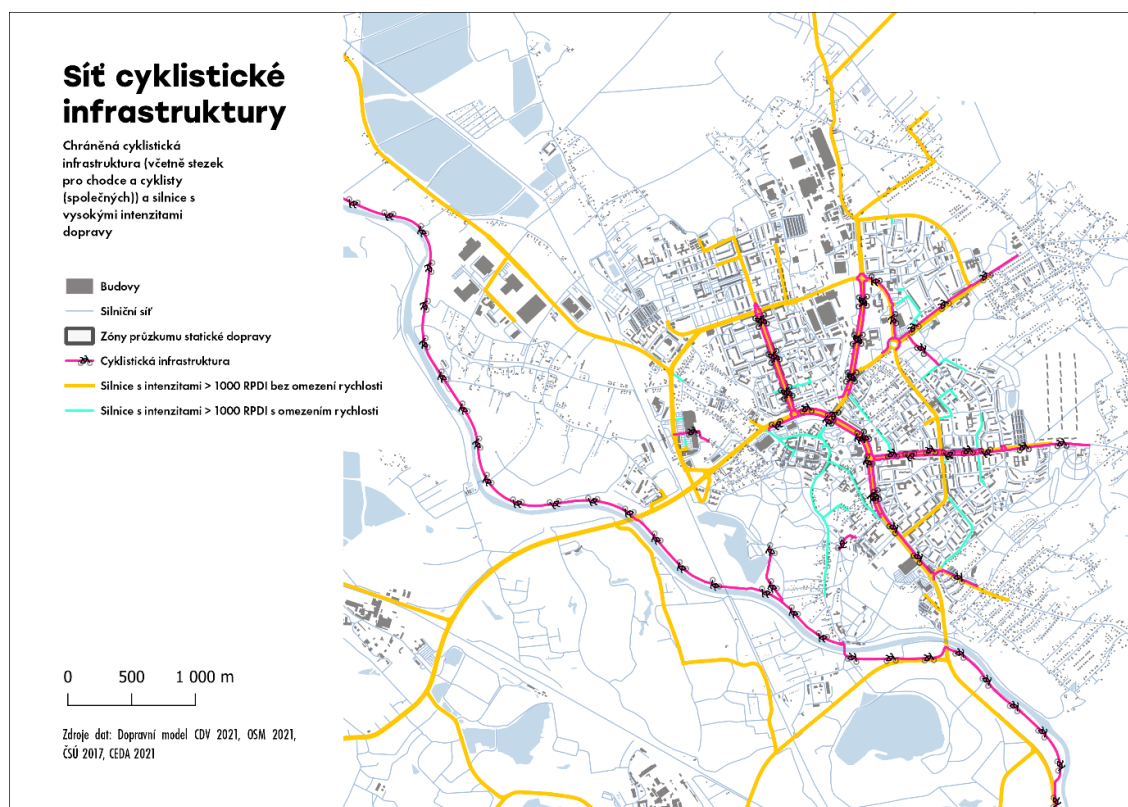 Síť cyklistické
infrastruktury
Chráněná cyklistická
infrastruktura (včetně stezek
pro chodce a cyklisty
(společných)) a silnice s
vysokými intenzitami
dopravy
Budovy
Silniční síť
Zóny průzkumu statické dopravy
Cyklistická infrastruktura
Silnice s intenzitami > 1000 RPDI bez omezení rychlosti
Silnice s intenzitami > 1000 RPDI s omezením rychlosti
0 500 1 000 m
Zdroje dat: Dopravní model CDV 2021, OSM 2021,
ČSÚ 2017, CEDA 2021